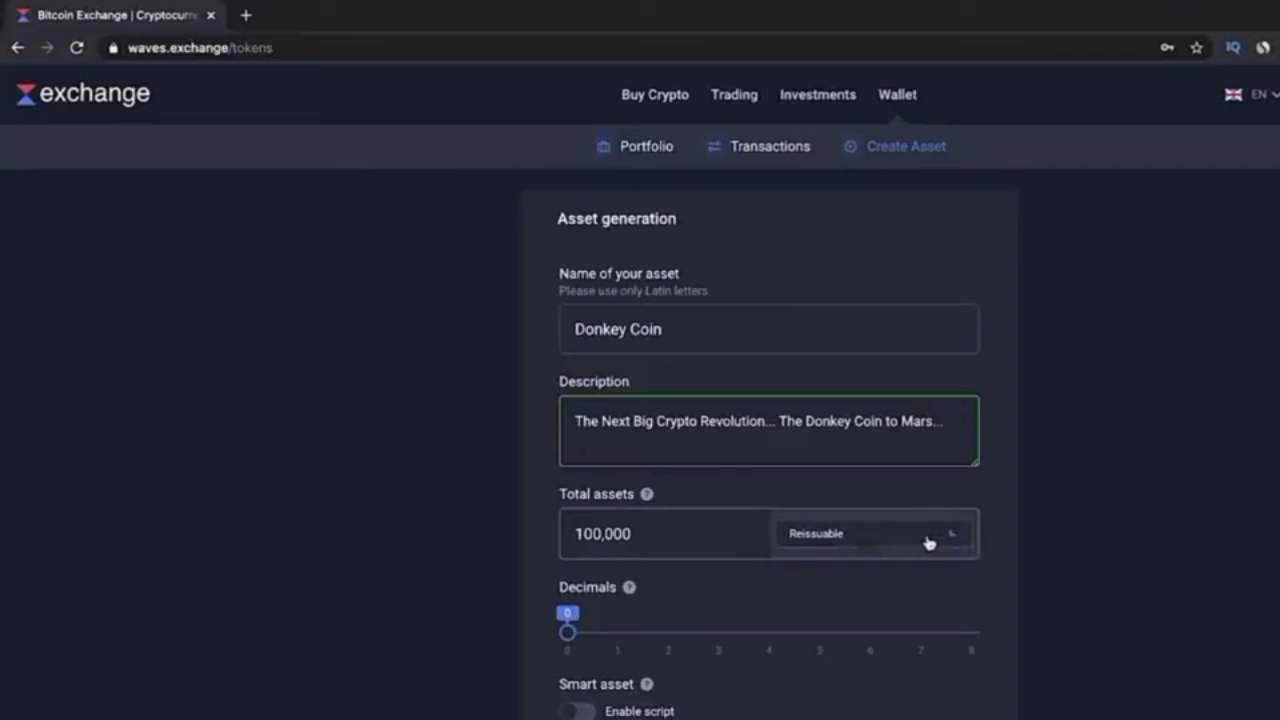 Bitcoin Exchange | Cryptocurr
waves.exchange/tokens
IQ
exchange
Buy Crypto Trading Investments Wallet
EN
Portfolio Transactions Create Asset
Asset generation
Name of your asset
Please use only Latin letters
Donkey Coin
Description
The Next Big Crypto Revolution... The Donkey Coin to Mars...
Total assets ?
100,000 Reissuable
Decimals ?
0
0 1 2 3 4 5 6 7 8
Smart asset ?
Enable script